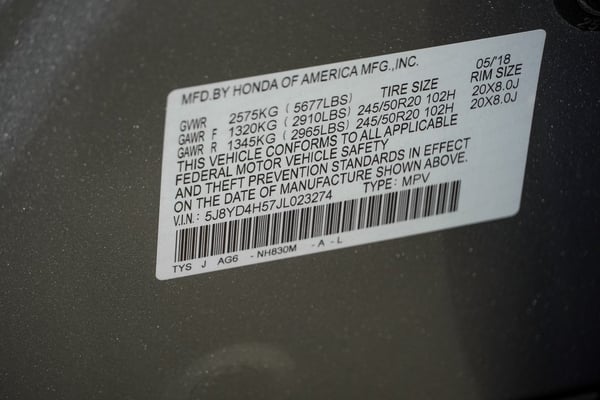 MFD.BY HONDA OF AMERICA MFG.,INC. 05/'18
TIRE SIZE RIM SIZE
GVWR 2575KG ( 5677LBS)
GAWR F 1320KG ( 2910LBS) 245/50R20 102H 20X8.0J
GAWR R 1345KG ( 2965LBS) 245/50R20 102H 20X8.0J
THIS VEHICLE CONFORMS TO ALL APPLICABLE
FEDERAL MOTOR VEHICLE SAFETY
AND THEFT PREVENTION STANDARDS IN EFFECT
ON THE DATE OF MANUFACTURE SHOWN ABOVE.
V.I.N.: 5J8YD4H57JL023274 TYPE: MPV
TYS J AG6 - NH830M - A - L